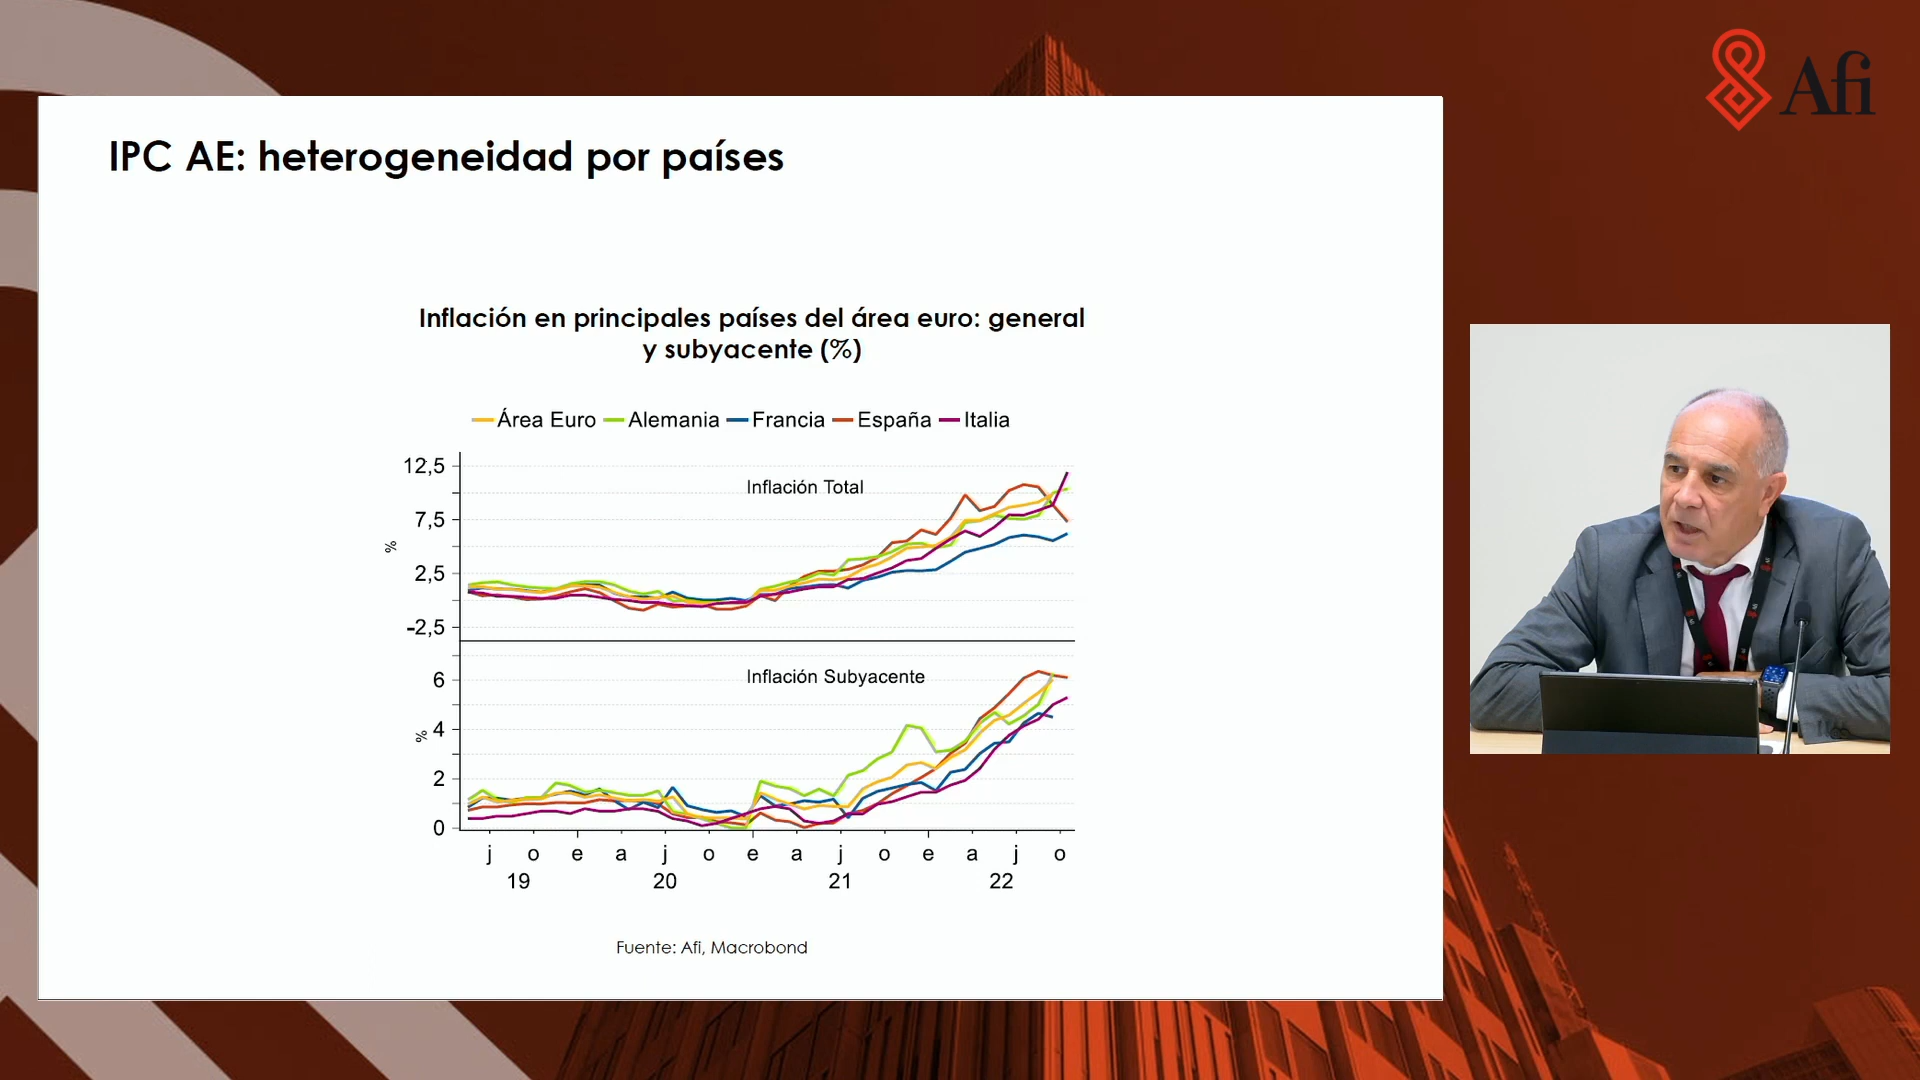 Afi
IPC AE: heterogeneidad por países
Inflación en principales países del área euro: general
y subyacente (%)
Área Euro Alemania Francia España Italia
12,5
Inflación Total
7,5
%
2,5
-2,5
Inflación Subyacente
6
% 4
2
0
j o e a j o e a j o e a j o
19 20 21 22
Fuente: Afi, Macrobond